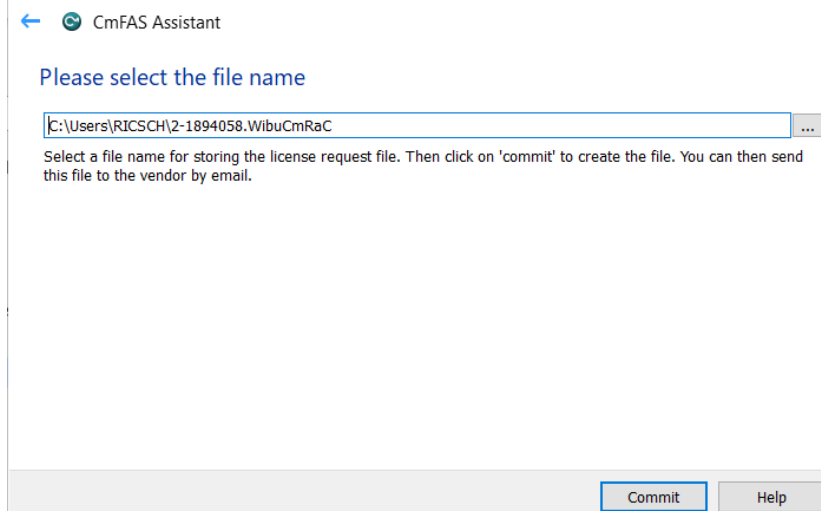 CmFAS Assistant
Please select the file name
C:\Users\RICSCH\2-1894058.WibuCmRaC
...
Select a file name for storing the license request file. Then click on 'commit' to create the file. You can then send
this file to the vendor by email.
Commit
Help